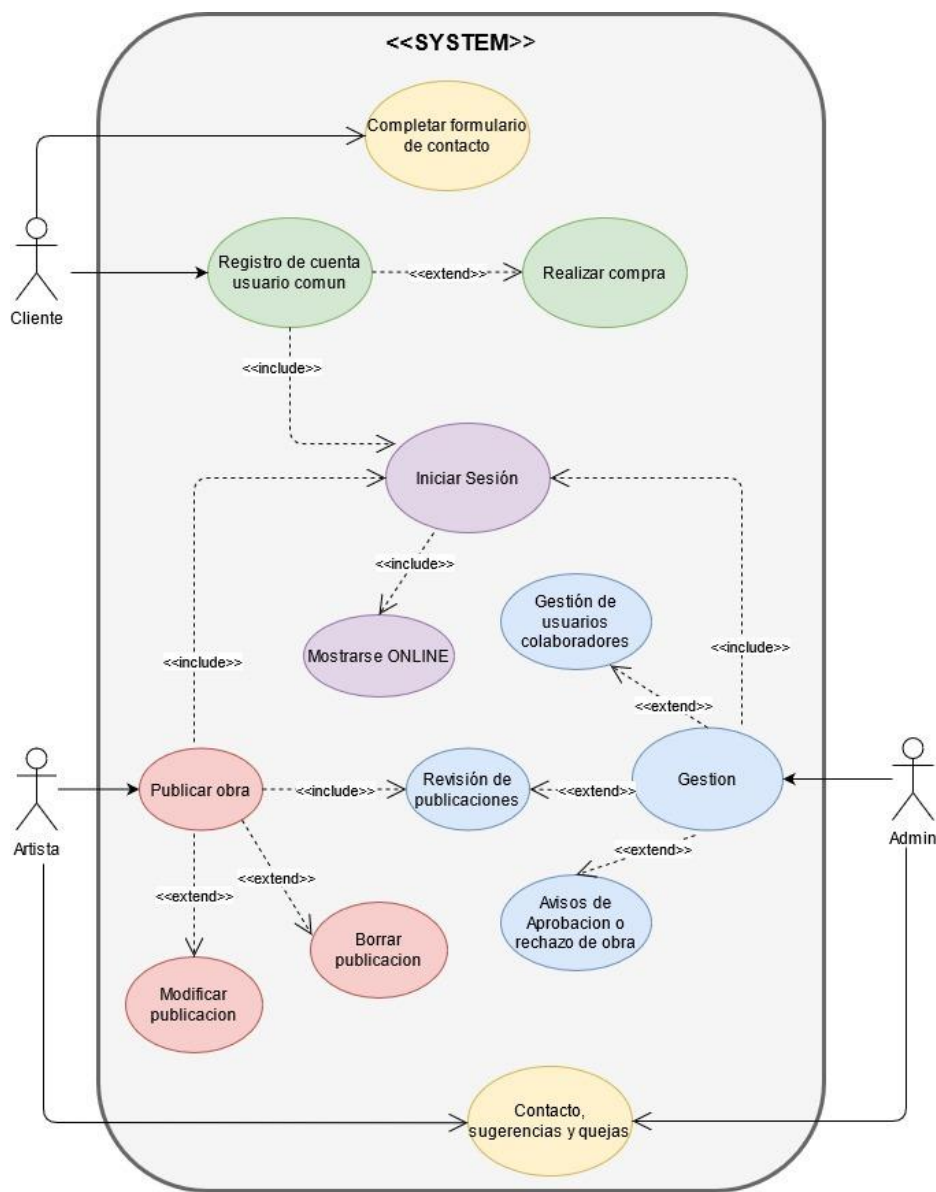 <<SYSTEM>>
Completar formulario
de contacto
Cliente
Registro de cuenta
usuario comun
<<extend>>
Realizar compra
<<include>>
Iniciar Sesión
<<include>>
Gestión de
usuarios
colaboradores
Mostrarse ONLINE
<<include>>
<<include>>
<<extend>>
Artista
Publicar obra
<<include>>
Revisión de
publicaciones
<<extend>>
Gestion
Admin
<<extend>>
<<extend>>
<<extend>>
Avisos de
Aprobacion o
rechazo de obra
Borrar
publicacion
Modificar
publicacion
Contacto,
sugerencias y quejas